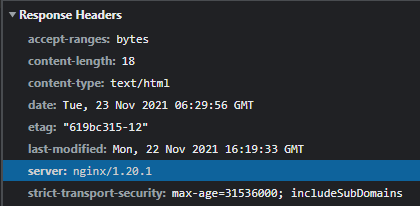 Response Headers
accept-ranges: bytes
content-length: 18
content-type: text/html
date: Tue, 23 Nov 2021 06:29:56 GMT
etag: "619bc315-12"
last-modified: Mon, 22 Nov 2021 16:19:33 GMT
server: nginx/1.20.1
strict-transport-security: max-age=31536000; includeSubDomains